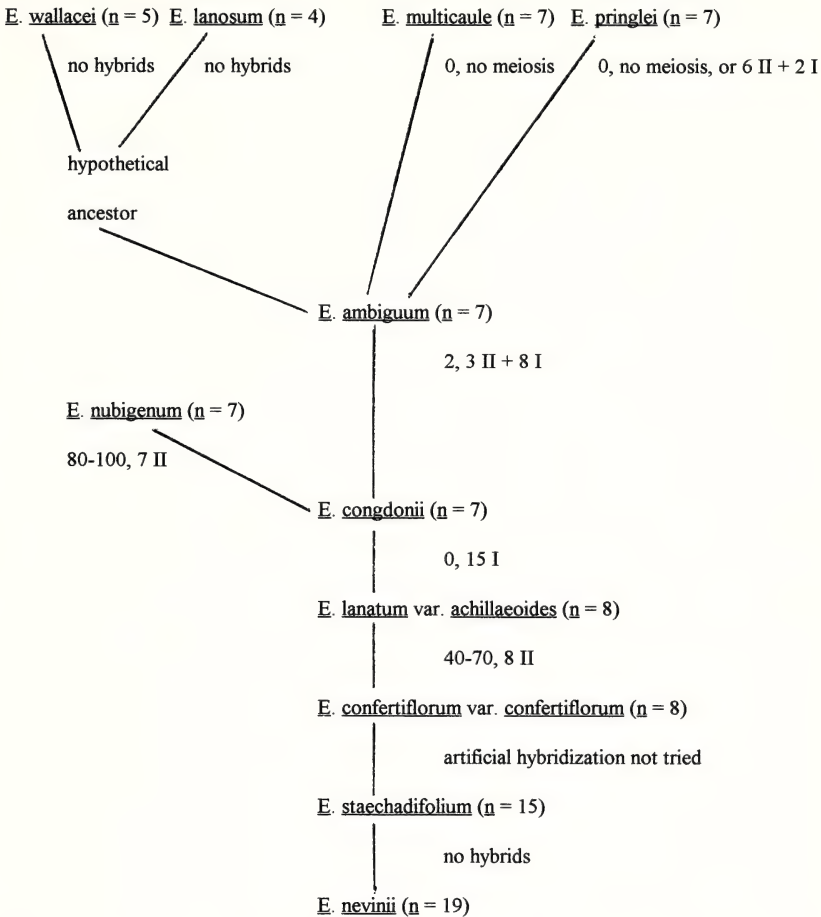 E. wallacei (n = 5) E. lanosum (n = 4) E. multicaule (n = 7) E. pringlei (n = 7)
no hybrids no hybrids 0, no meiosis 0, no meiosis, or 6 II + 2 I
hypothetical
ancestor
E. ambiguum (n = 7)
2, 3 II + 8 I
E. nubigenum (n = 7)
80-100, 7 II
E. congdonii (n = 7)
0, 15 I
E. lanatum var. achillaeoides (n = 8)
40-70, 8 II
E. confertiflorum var. confertiflorum (n = 8)
artificial hybridization not tried
E. staechadifolium (n = 15)
no hybrids
E. nevinii (n = 19)